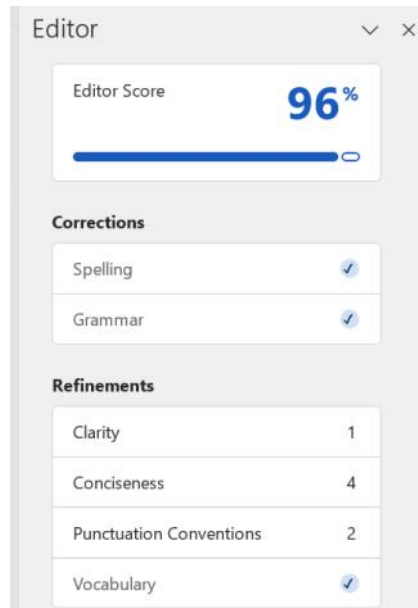 Editor
Editor Score
96%
Corrections
Spelling
Grammar
Refinements
Clarity 1
Conciseness 4
Punctuation Conventions 2
Vocabulary